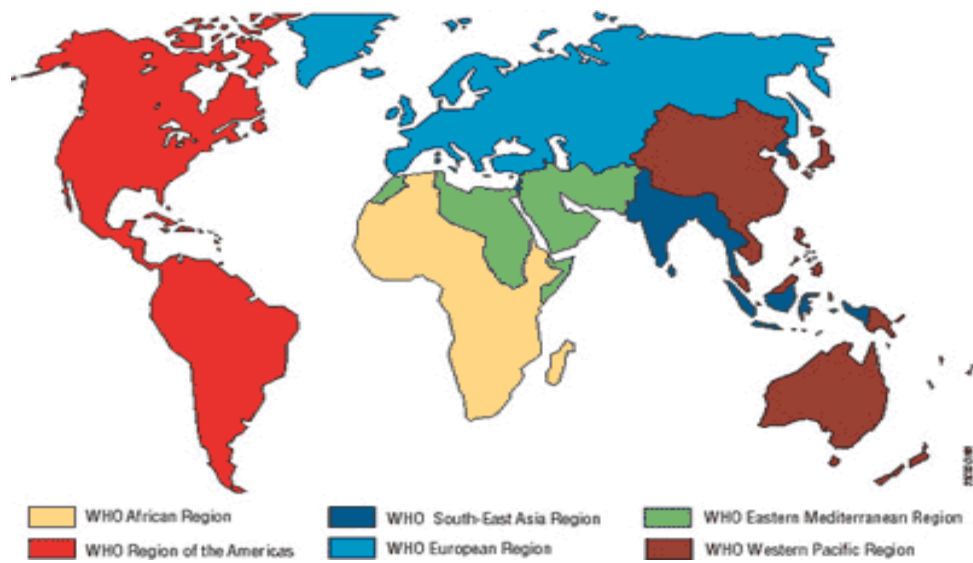 WHO African Region
WHO South-East Asia Region
WHO Eastern Mediterranean Region
WHO Region of the Americas
WHO European Region
WHO Western Pacific Region